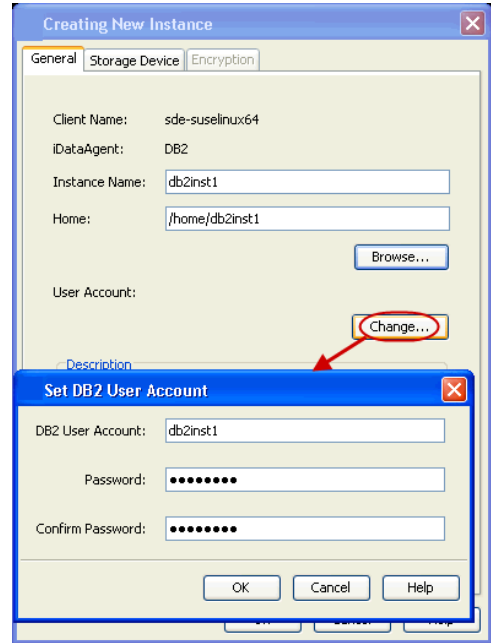 Creating New Instance
General Storage Device Encryption
Client Name: sde-suselinux64
iDataAgent: DB2
Instance Name: db2inst1
Home: /home/db2inst1
Browse...
User Account:
Change...
Description
Set DB2 User Account
DB2 User Account: db2inst1
Password: ●●●●●●●●
Confirm Password: ●●●●●●●●
OK Cancel Help